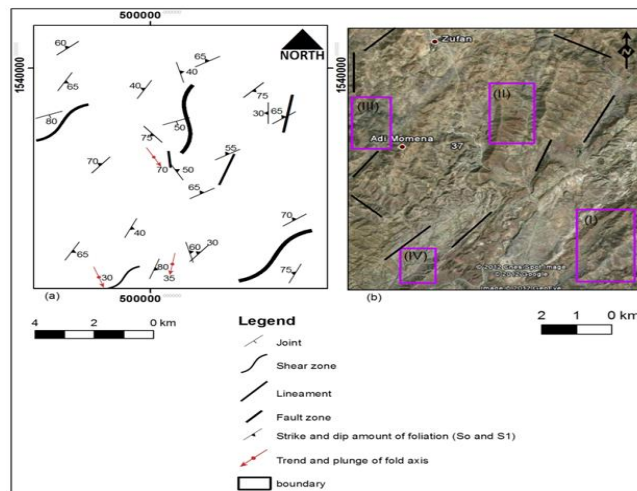 500000
1540000
1540000
NORTH
60
65
40
65
40
75
80
50
30
65
75
70
70
50
55
65
40
70
65
60
30
30
80
35
75
(a)
500000
4 2 0 km
Zufan
N
(III)
(II)
Adi Momena
37
(I)
(IV)
(b)
2 1 0 km
Legend
Joint
Shear zone
Lineament
Fault zone
Strike and dip amount of foliation (So and S1)
Trend and plunge of fold axis
boundary